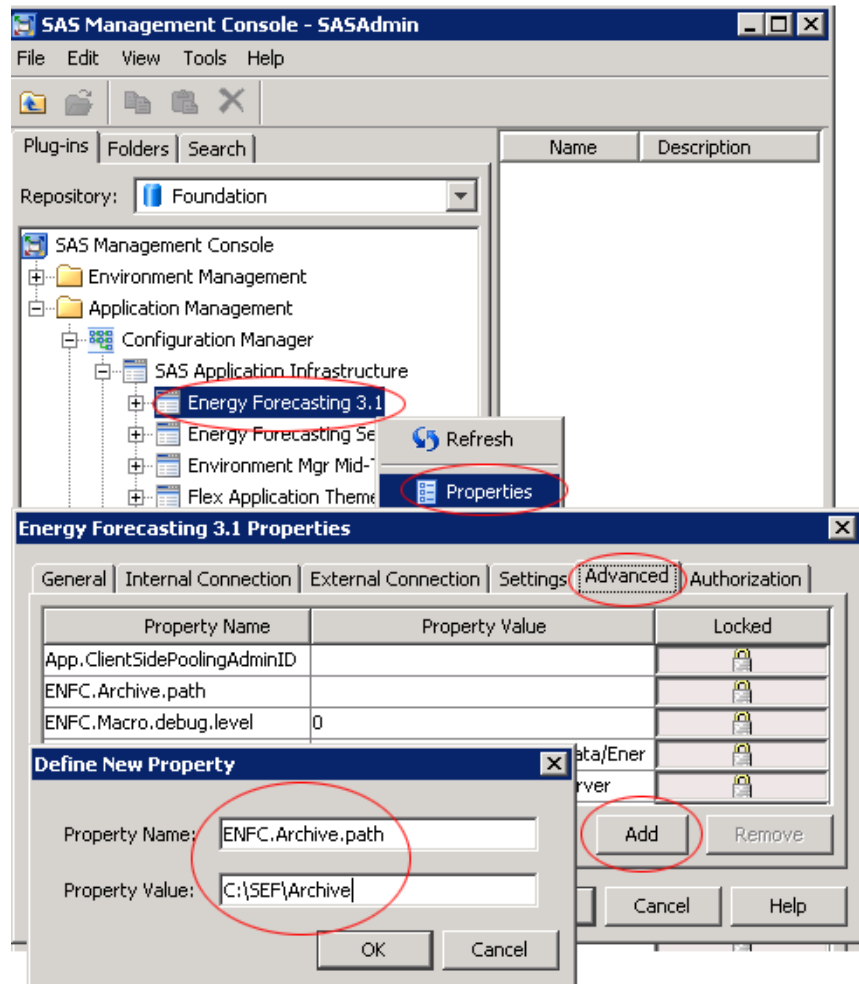 SAS Management Console - SASAdmin
File Edit View Tools Help
Plug-ins Folders Search
Name Description
Repository: Foundation
SAS Management Console
Environment Management
Application Management
Configuration Manager
SAS Application Infrastructure
Energy Forecasting 3.1
Energy Forecasting Se
Refresh
Environment Mgr Mid-
Properties
Flex Application Theme
Energy Forecasting 3.1 Properties
General Internal Connection External Connection Settings Advanced Authorization
Property Name Property Value Locked
App.ClientSidePoolingAdminID
ENFC.Archive.path
ENFC.Macro.debug.level 0
Define New Property
ata/Ener
rver
Property Name: ENFC.Archive.path
Add Remove
Property Value: C:\SEF\Archive
Cancel Help
OK Cancel